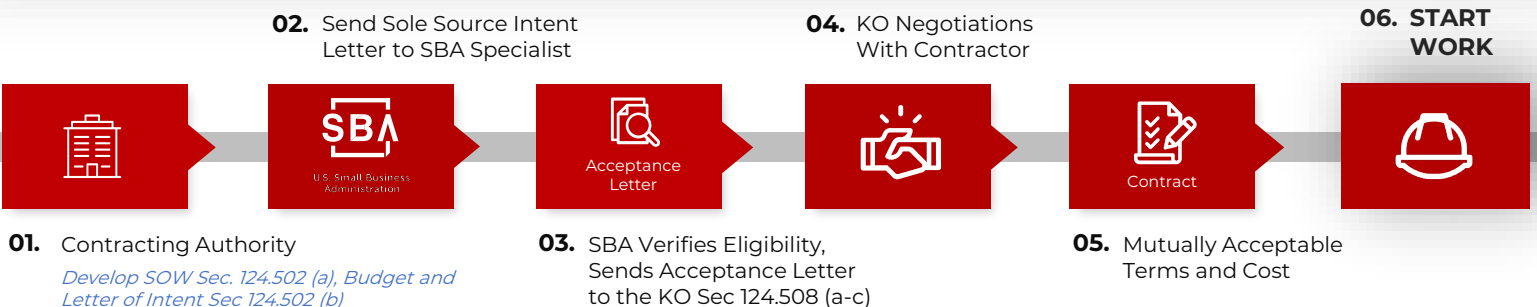 02. Send Sole Source Intent
Letter to SBA Specialist
04. KO Negotiations
With Contractor
06. START
WORK
SBA
U.S. Small Business
Administration
Acceptance
Letter
Contract
01. Contracting Authority
Develop SOW Sec. 124.502 (a), Budget and
Letter of Intent Sec 124.502 (b)
03. SBA Verifies Eligibility,
Sends Acceptance Letter
to the KO Sec 124.508 (a-c)
05. Mutually Acceptable
Terms and Cost